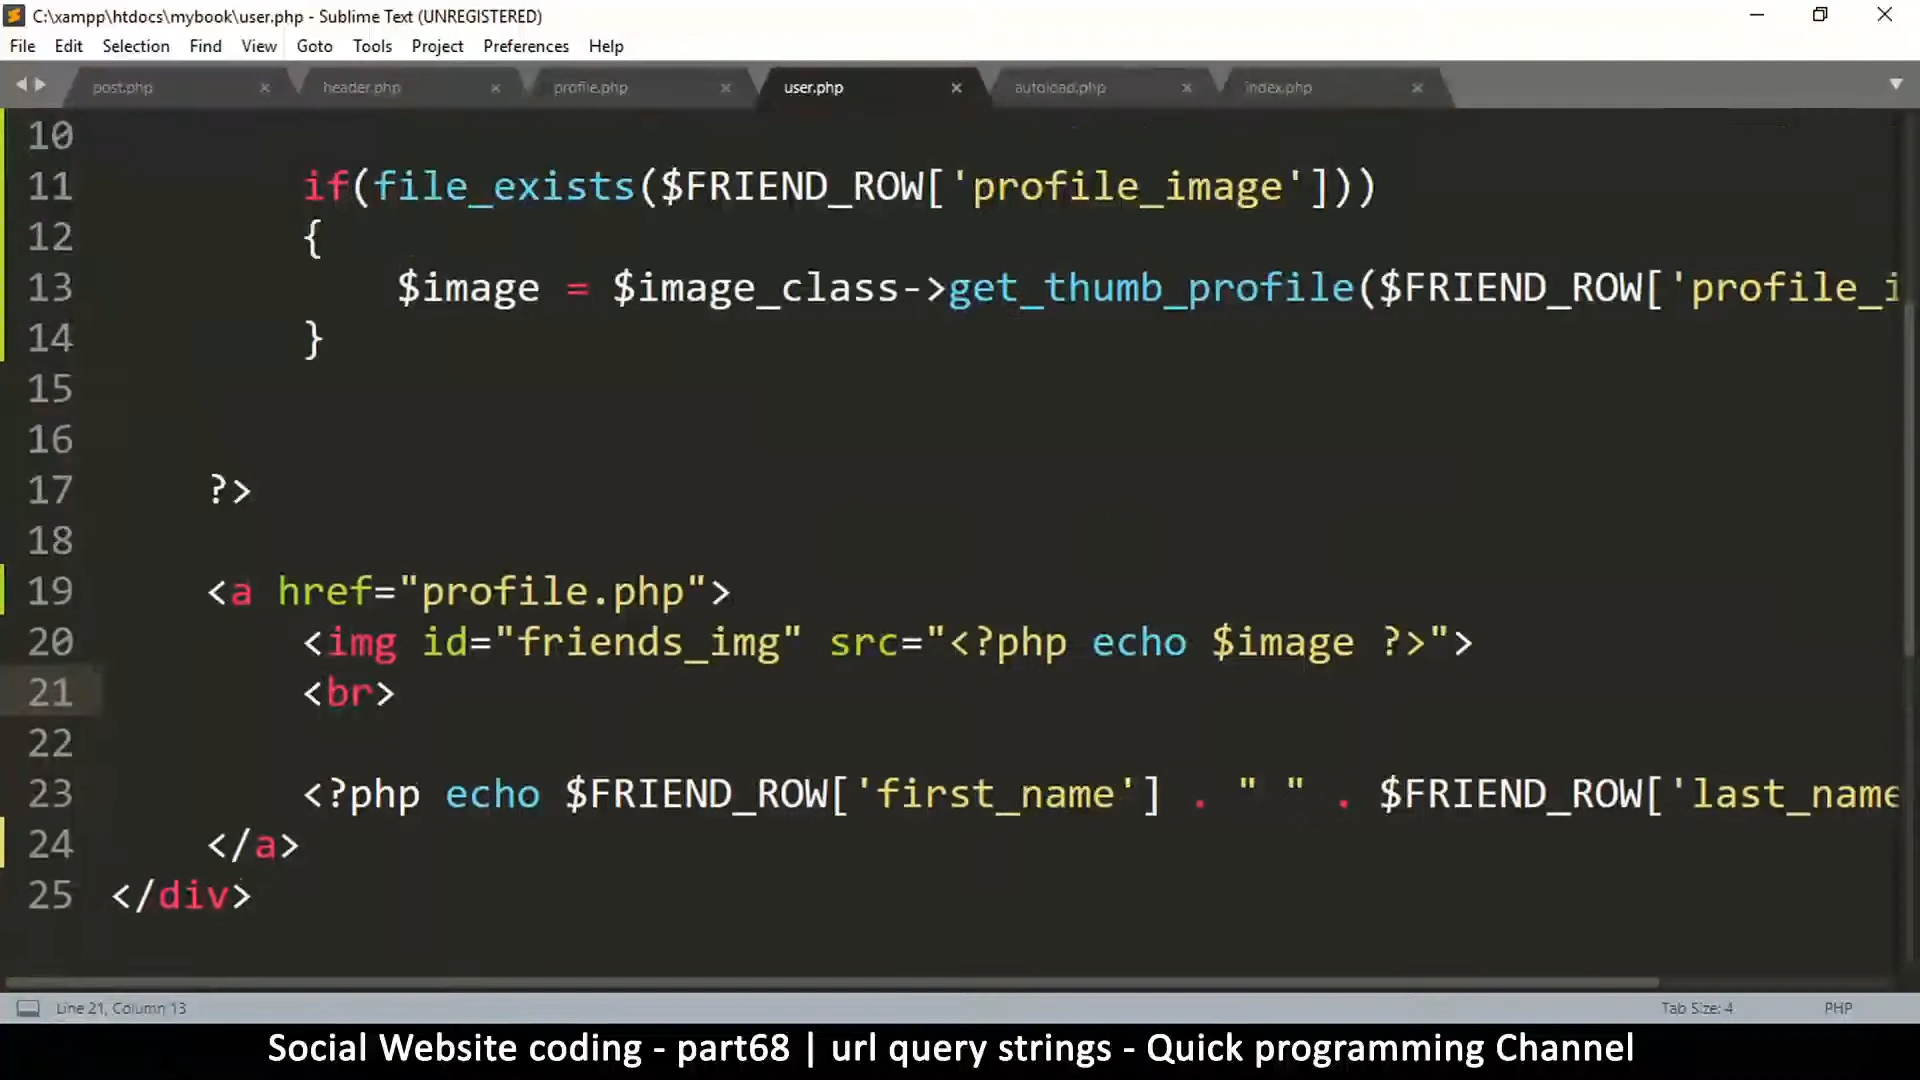 C:\xampp\htdocs\mybook\user.php - Sublime Text (UNREGISTERED)
File Edit Selection Find View Goto Tools Project Preferences Help
post.php header.php profile.php user.php autoload.php index.php
10
11 if(file_exists($FRIEND_ROW['profile_image']))
12 {
13 $image = $image_class->get_thumb_profile($FRIEND_ROW['profile_i
14 }
15
16
17 ?>
18
19 <a href="profile.php">
20 <img id="friends_img" src="<?php echo $image ?>">
21 <br>
22
23 <?php echo $FRIEND_ROW['first_name'] . " " . $FRIEND_ROW['last_name
24 </a>
25 </div>
Line 21, Column 13 Tab Size: 4 PHP
Social Website coding - part68 | url query strings - Quick programming Channel